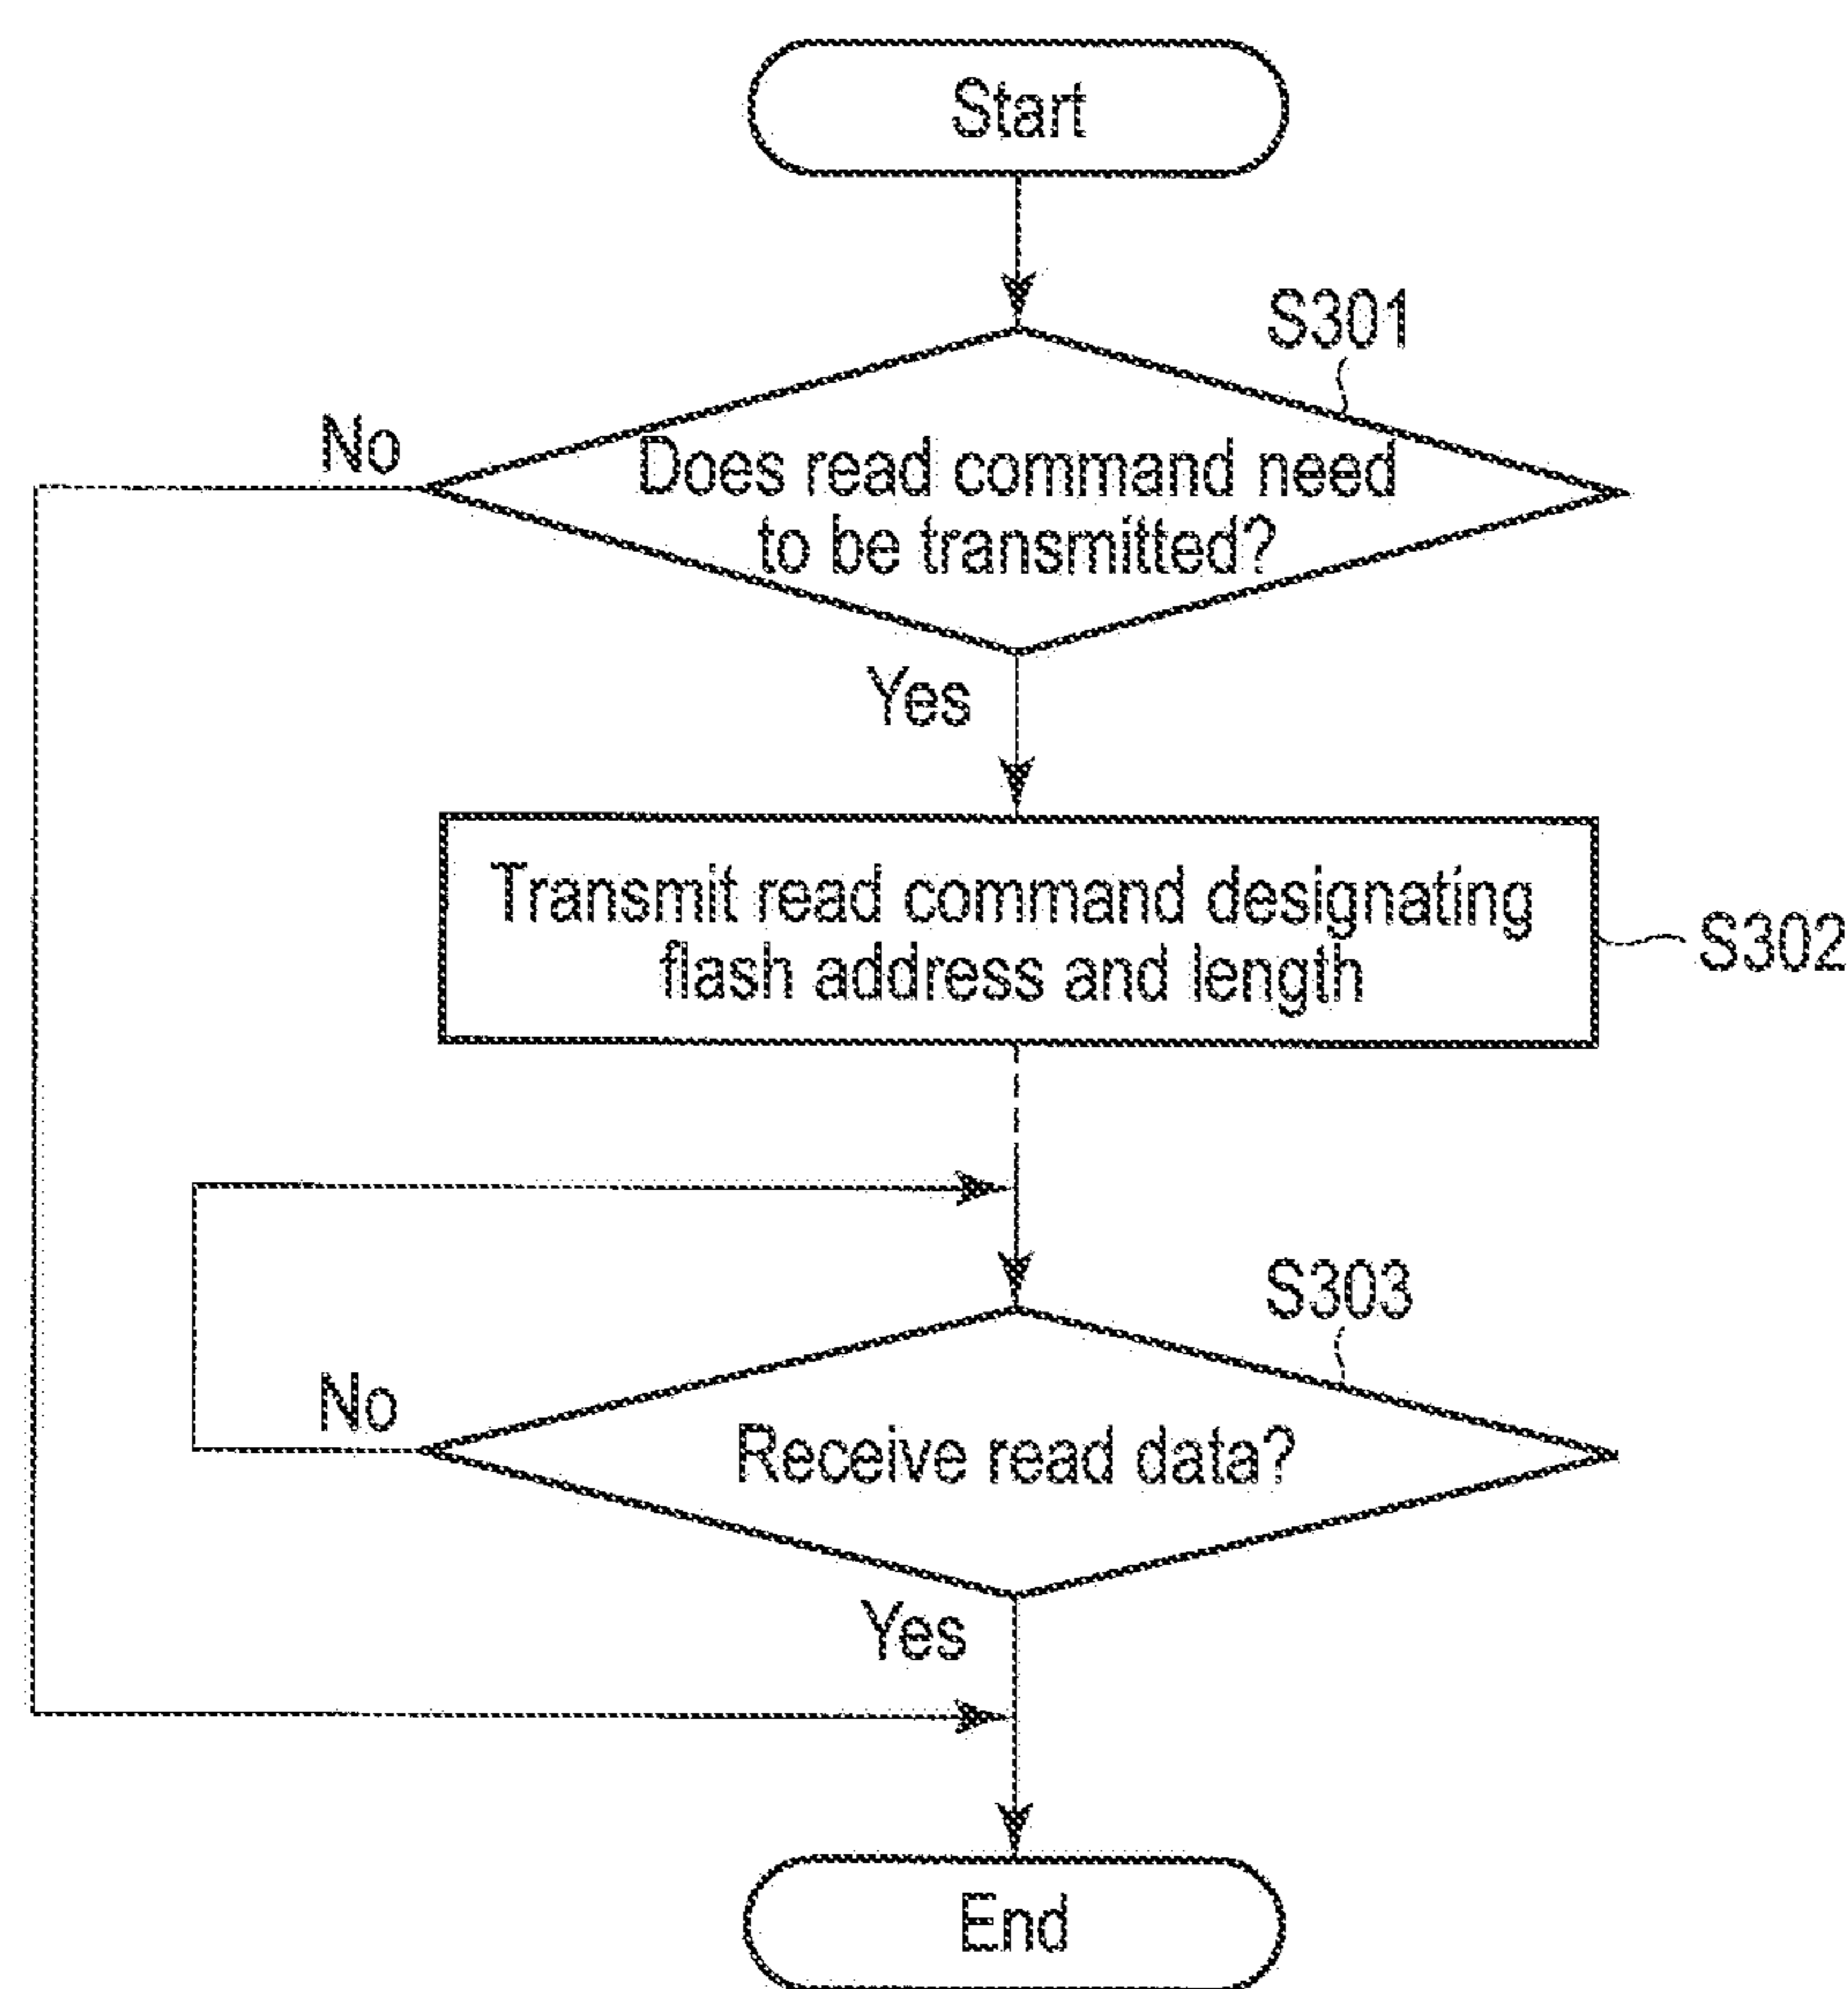 Start
S301
No
Does read command need
to be transmitted?
Yes
Transmit read command designating
flash address and length
S302
S303
No
Receive read data?
Yes
End